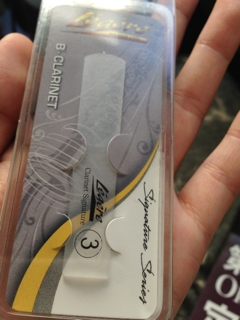 Légère
B♭ CLARINET
Légère
Clarinet Signature
3
Signature Series